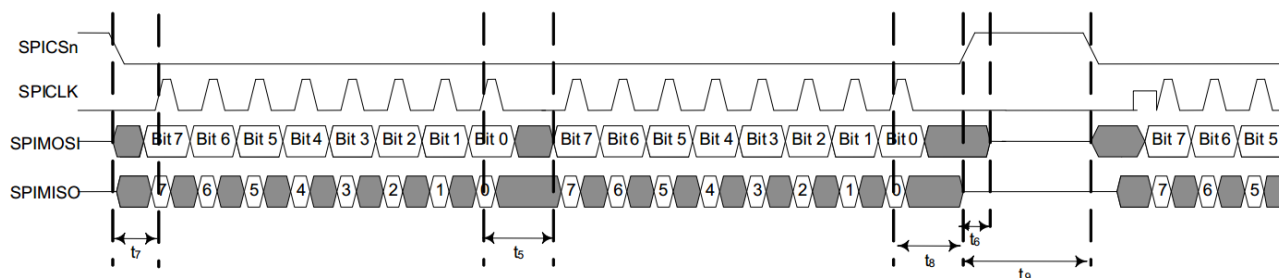 SPICSn
SPICLK
SPIMOSI Bit 7 Bit 6 Bit 5 Bit 4 Bit 3 Bit 2 Bit 1 Bit 0 Bit 7 Bit 6 Bit 5 Bit 4 Bit 3 Bit 2 Bit 1 Bit 0 Bit 7 Bit 6 Bit 5
SPIMISO 7 6 5 4 3 2 1 0 7 6 5 4 3 2 1 0 7 6 5
t7 t5 t8 t6 t9